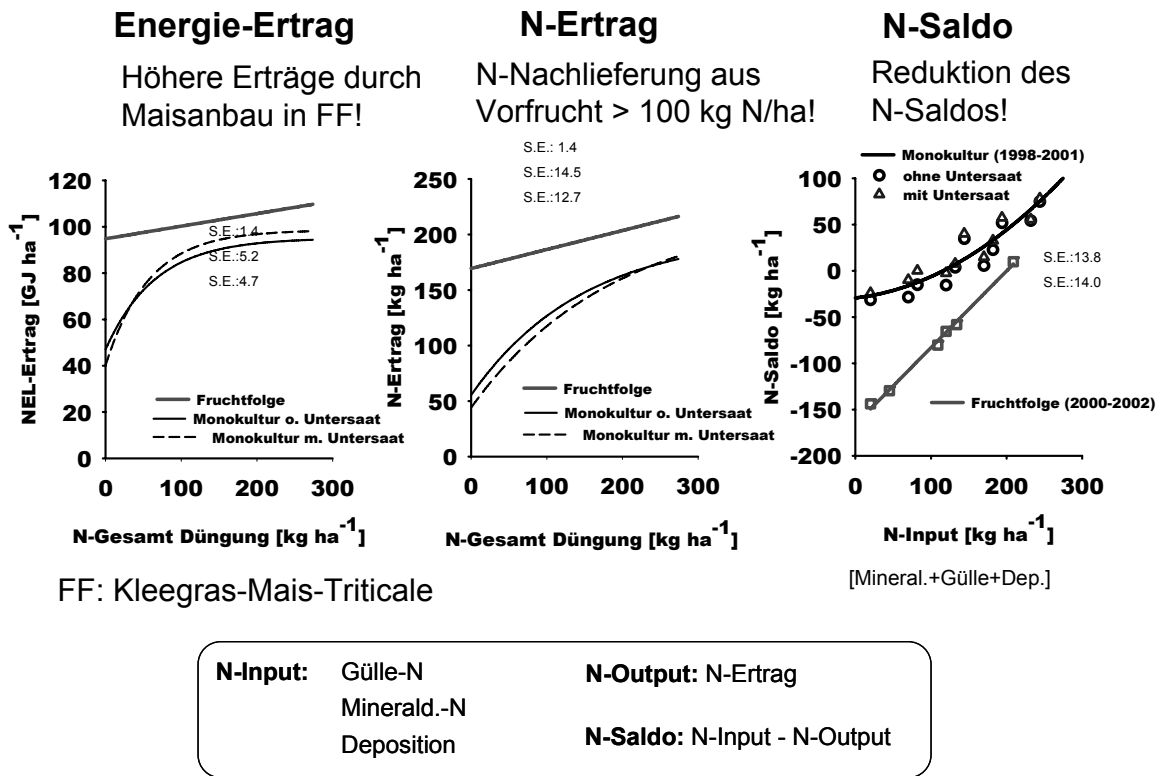 Energie-Ertrag
Höhere Erträge durch
Maisanbau in FF!
120
100
80
60
40
20
0
NEL-Ertrag [GJ ha-1]
S.E.:1.4
S.E.:5.2
S.E.:4.7
Fruchtfolge
Monokultur o. Untersaat
Monokultur m. Untersaat
0 100 200 300
N-Gesamt Düngung [kg ha-1]
FF: Kleegras-Mais-Triticale
N-Ertrag
N-Nachlieferung aus
Vorfrucht > 100 kg N/ha!
S.E.: 1.4
S.E.:14.5
S.E.:12.7
250
200
150
100
50
0
N-Ertrag [kg ha-1]
Fruchtfolge
Monokultur o. Untersaat
Monokultur m. Untersaat
0 100 200 300
N-Gesamt Düngung [kg ha-1]
N-Saldo
Reduktion des
N-Saldos!
Monokultur (1998-2001)
ohne Untersaat
mit Untersaat
100
50
0
-50
-100
-150
-200
N-Saldo [kg ha-1]
S.E.:13.8
S.E.:14.0
Fruchtfolge (2000-2002)
0 100 200 300
N-Input [kg ha-1]
[Mineral.+Gülle+Dep.]
N-Input: Gülle-N
Minerald.-N
Deposition
N-Output: N-Ertrag
N-Saldo: N-Input - N-Output